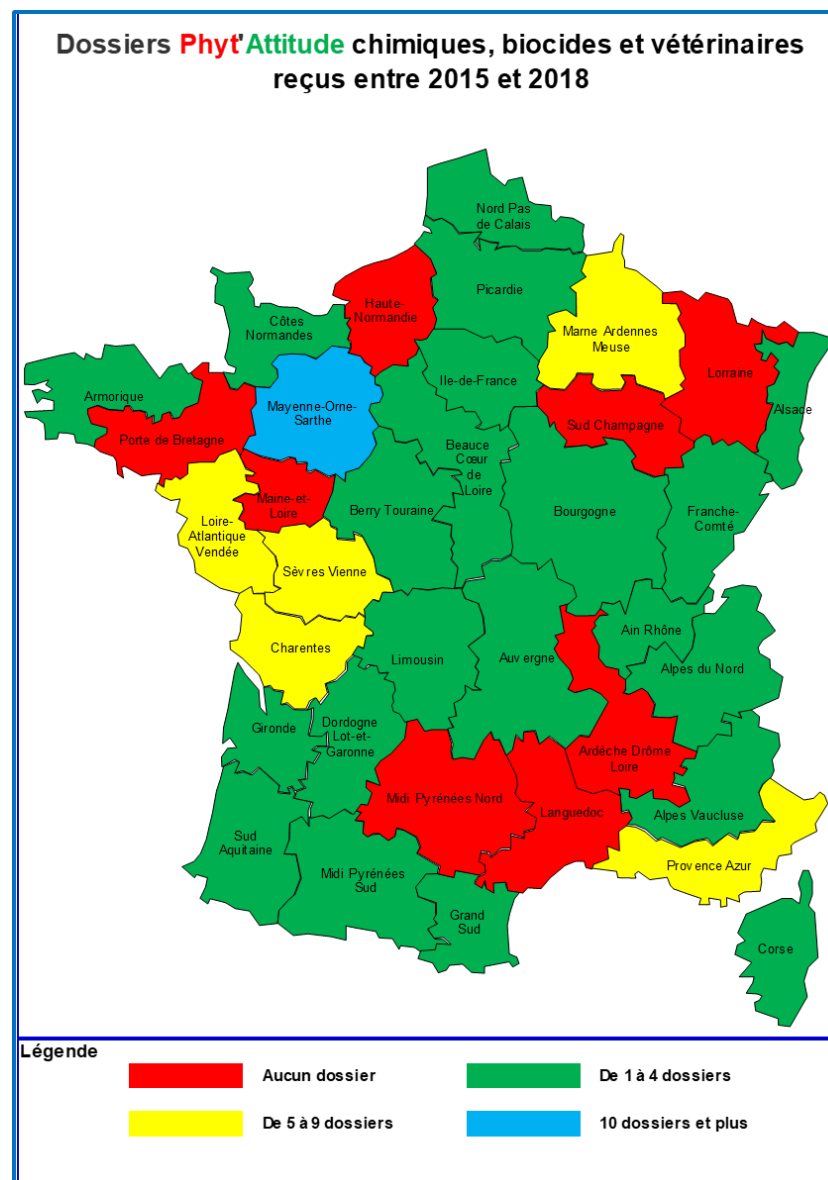 Dossiers Phyt'Attitude chimiques, biocides et vétérinaires
reçus entre 2015 et 2018
Nord Pas
de Calais
Picardie
Haute-
Normandie
Côtes
Normandes
Marne Ardennes
Meuse
Lorraine
Alsace
Ile-de-France
Armorique
Mayenne-Orne-
Sarthe
Porte de Bretagne
Sud Champagne
Beauce
Cœur
de
Loire
Maine-et-
Loire
Berry Touraine
Bourgogne
Franche-
Comté
Loire-
Atlantique
Vendée
Sèvres Vienne
Charentes
Limousin
Auvergne
Ain Rhône
Alpes du Nord
Gironde
Dordogne
Lot-et-
Garonne
Ardèche Drôme
Loire
Midi Pyrénées Nord
Languedoc
Alpes Vaucluse
Sud
Aquitaine
Midi Pyrénées
Sud
Provence Azur
Grand
Sud
Corse
Légende
Aucun dossier
De 1 à 4 dossiers
De 5 à 9 dossiers
10 dossiers et plus